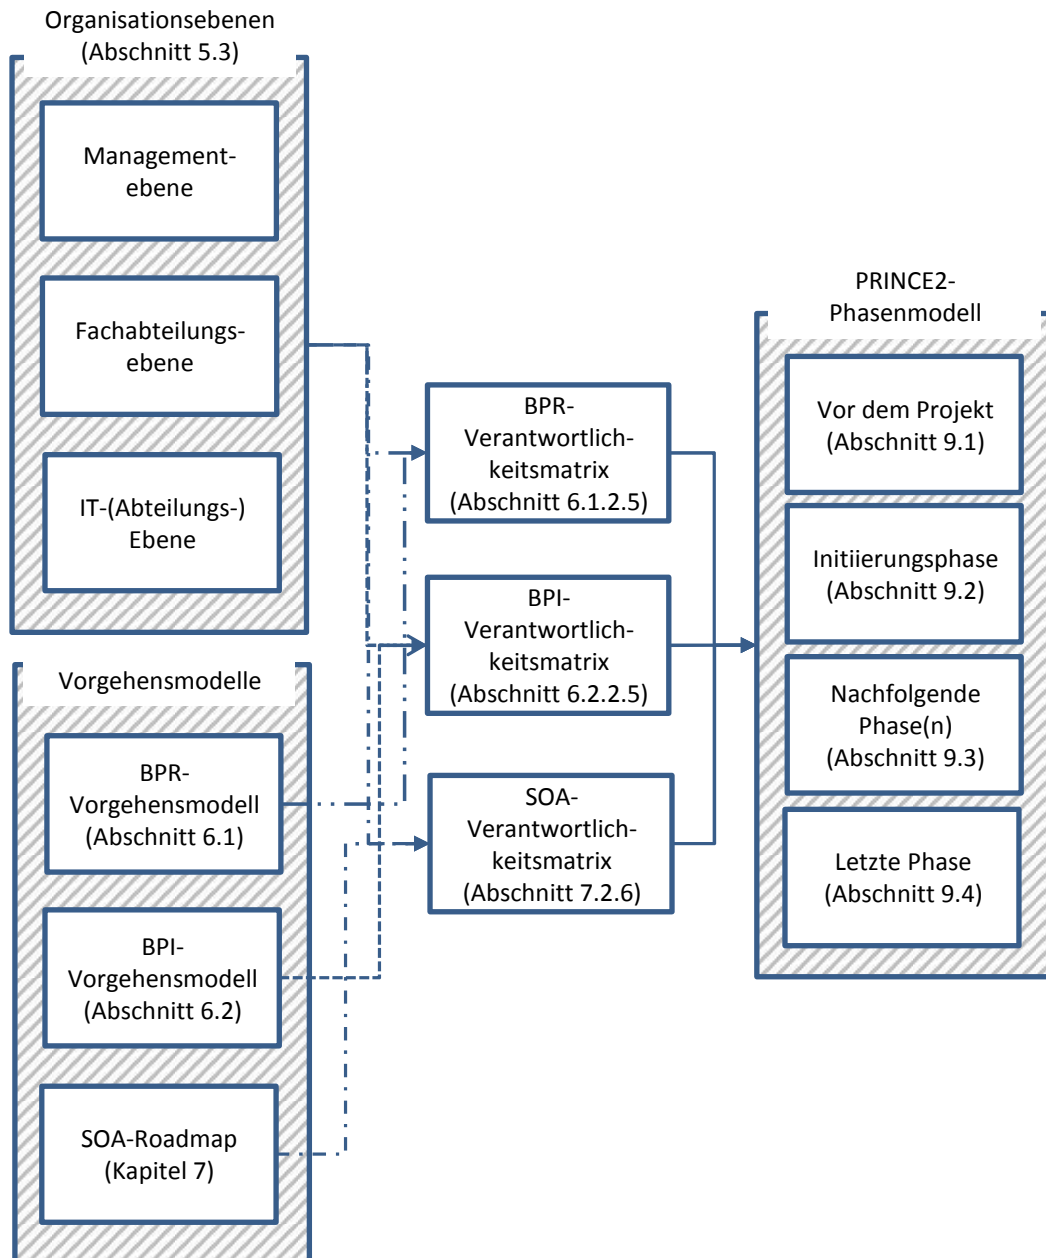 Organisationsebenen
(Abschnitt 5.3)
Management-
ebene
Fachabteilungs-
ebene
IT-(Abteilungs-)
Ebene
Vorgehensmodelle
BPR-
Vorgehensmodell
(Abschnitt 6.1)
BPI-
Vorgehensmodell
(Abschnitt 6.2)
SOA-Roadmap
(Kapitel 7)
BPR-
Verantwortlich-
keitsmatrix
(Abschnitt 6.1.2.5)
BPI-
Verantwortlich-
keitsmatrix
(Abschnitt 6.2.2.5)
SOA-
Verantwortlich-
keitsmatrix
(Abschnitt 7.2.6)
PRINCE2-
Phasenmodell
Vor dem Projekt
(Abschnitt 9.1)
Initiierungsphase
(Abschnitt 9.2)
Nachfolgende
Phase(n)
(Abschnitt 9.3)
Letzte Phase
(Abschnitt 9.4)